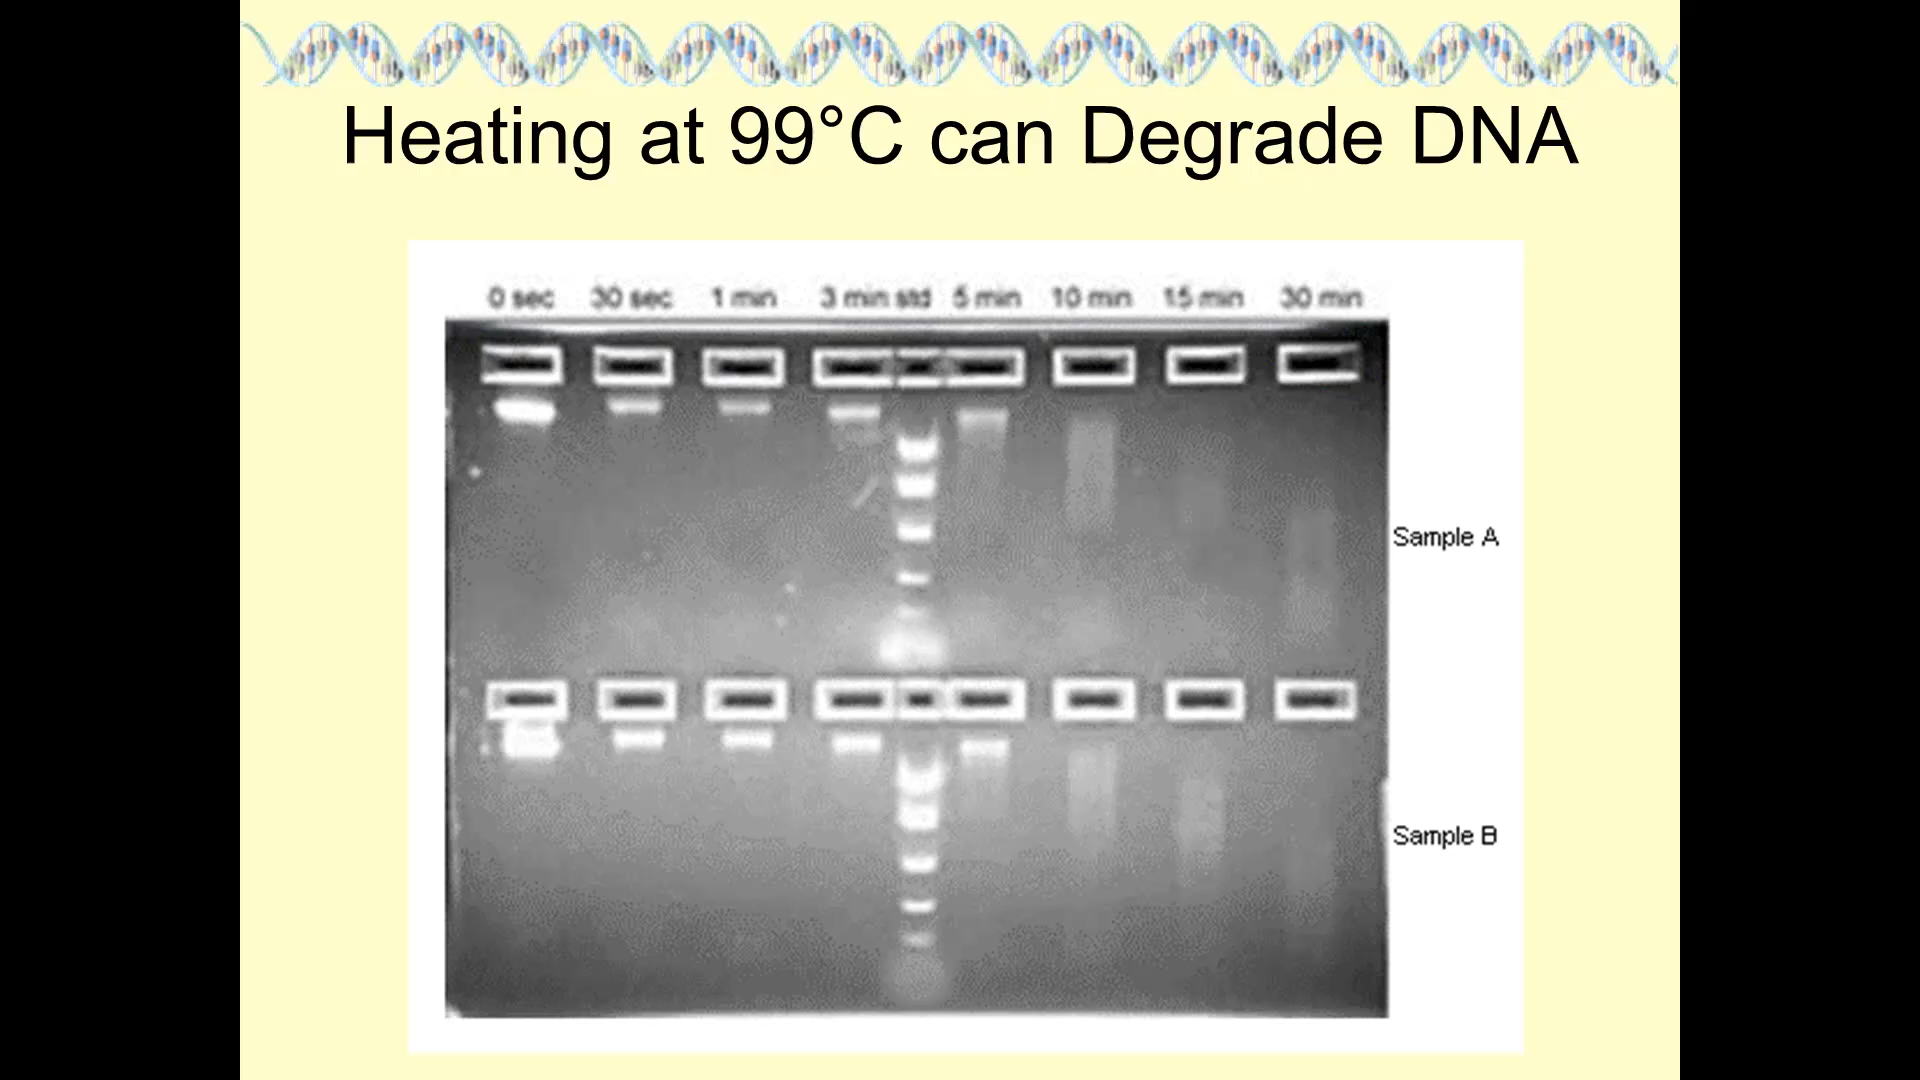 Heating at 99°C can Degrade DNA
0 sec 30 sec 1 min 3 min std 5 min 10 min 15 min 30 min
Sample A
Sample B